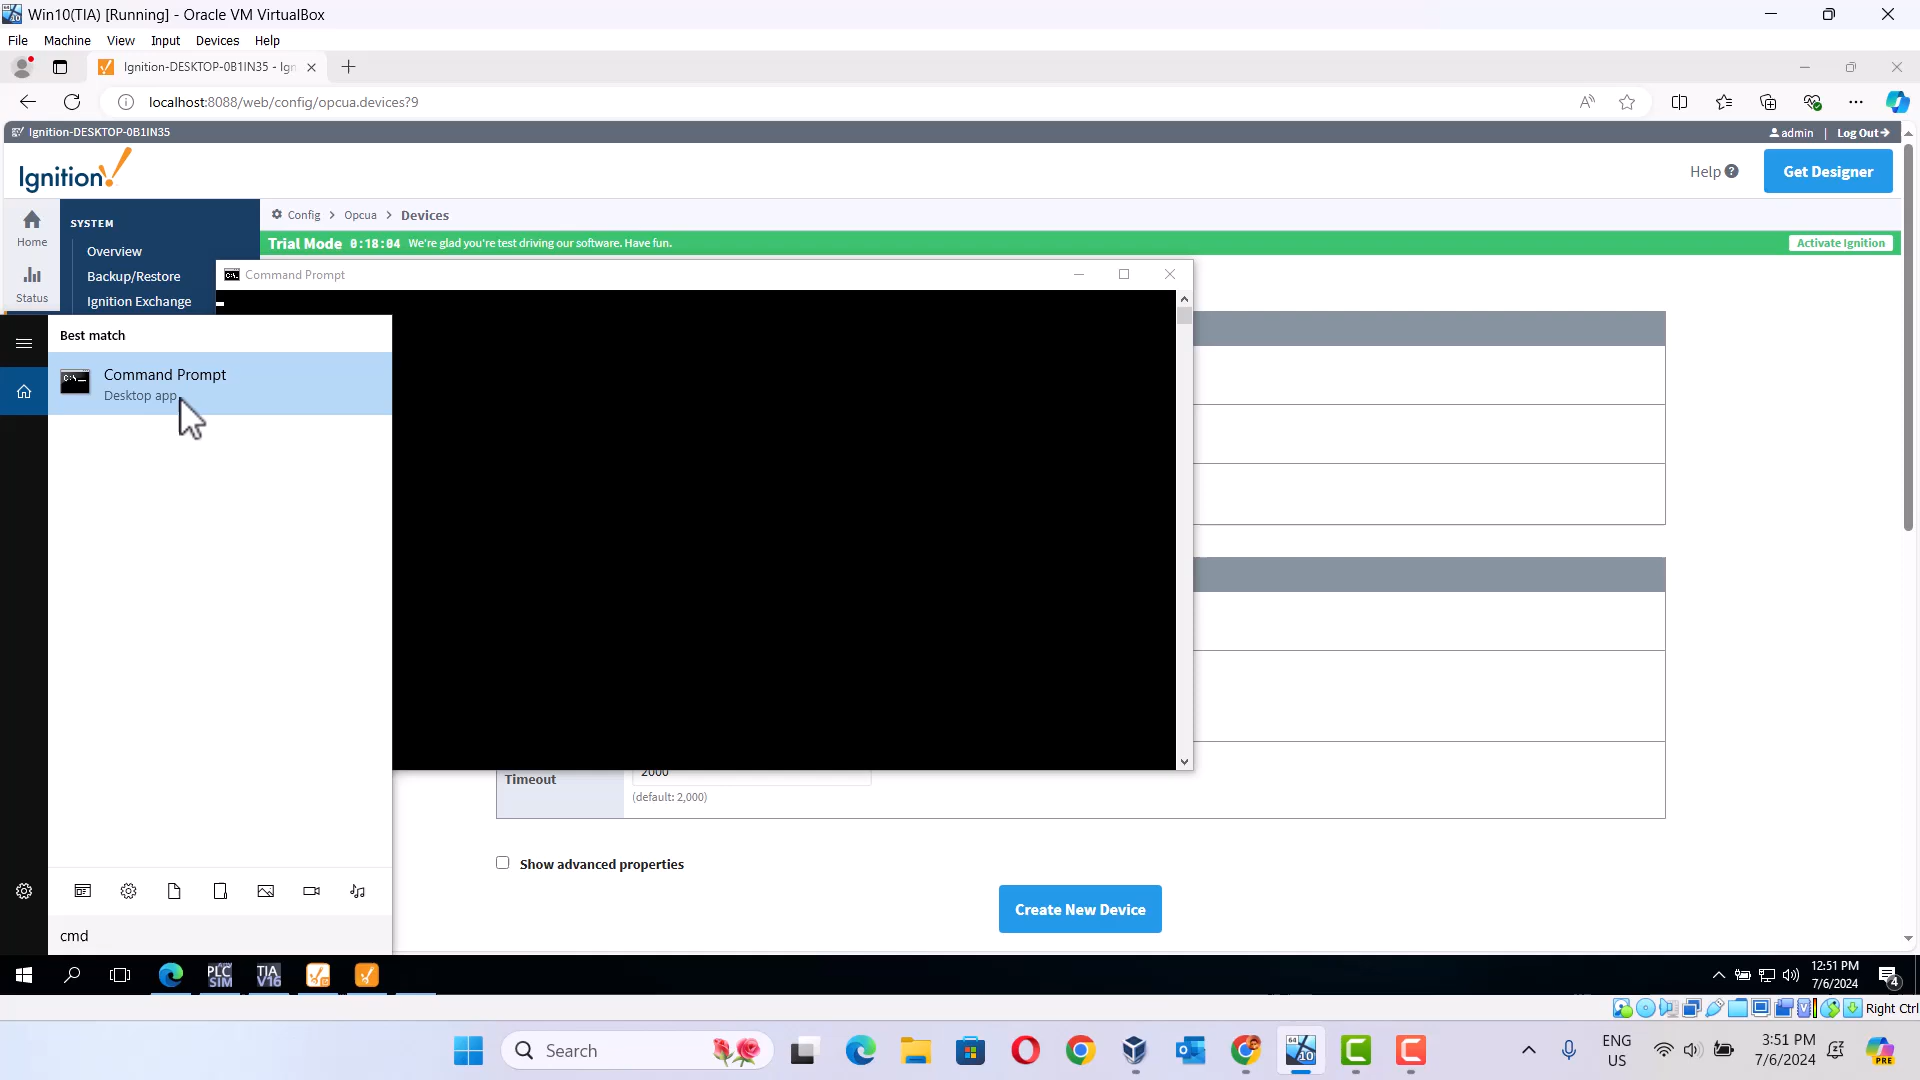 Win10(TIA) [Running] - Oracle VM VirtualBox
File Machine View Input Devices Help
Ignition-DESKTOP-0B1IN35 - Ign
localhost:8088/web/config/opcua.devices?9
Ignition-DESKTOP-0B1IN35
admin | Log Out
Ignition!
Help
Get Designer
Home
Status
SYSTEM
Overview
Backup/Restore
Ignition Exchange
Config > Opcua > Devices
Trial Mode 0:18:04 We're glad you're test driving our software. Have fun.
Activate Ignition
Command Prompt
Best match
Command Prompt
Desktop app
Timeout
2000
(default: 2,000)
Show advanced properties
Create New Device
cmd
PLC SIM
TIA V16
12:51 PM
7/6/2024
4
Right Ctrl
Search
64
10
ENG
US
3:51 PM
7/6/2024
PRE